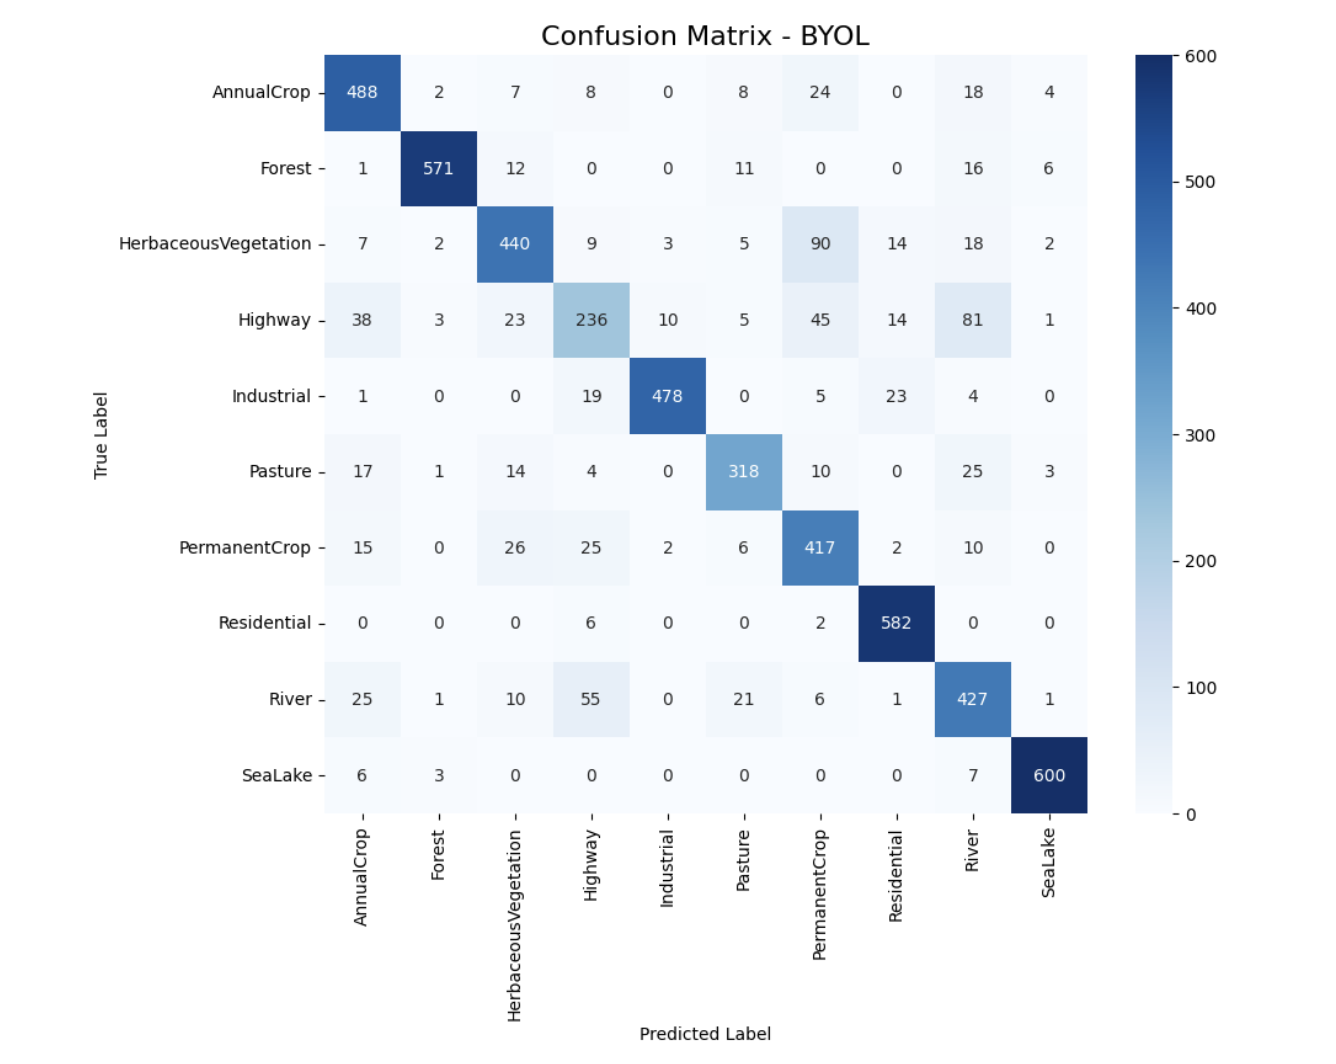 Confusion Matrix - BYOL
AnnualCrop 488 2 7 8 0 8 24 0 18 4
Forest 1 571 12 0 0 11 0 0 16 6
HerbaceousVegetation 7 2 440 9 3 5 90 14 18 2
Highway 38 3 23 236 10 5 45 14 81 1
Industrial 1 0 0 19 478 0 5 23 4 0
Pasture 17 1 14 4 0 318 10 0 25 3
PermanentCrop 15 0 26 25 2 6 417 2 10 0
Residential 0 0 0 6 0 0 2 582 0 0
River 25 1 10 55 0 21 6 1 427 1
SeaLake 6 3 0 0 0 0 0 0 7 600
True Label
AnnualCrop
Forest
HerbaceousVegetation
Highway
Industrial
Pasture
PermanentCrop
Residential
River
SeaLake
Predicted Label
600
500
400
300
200
100
0